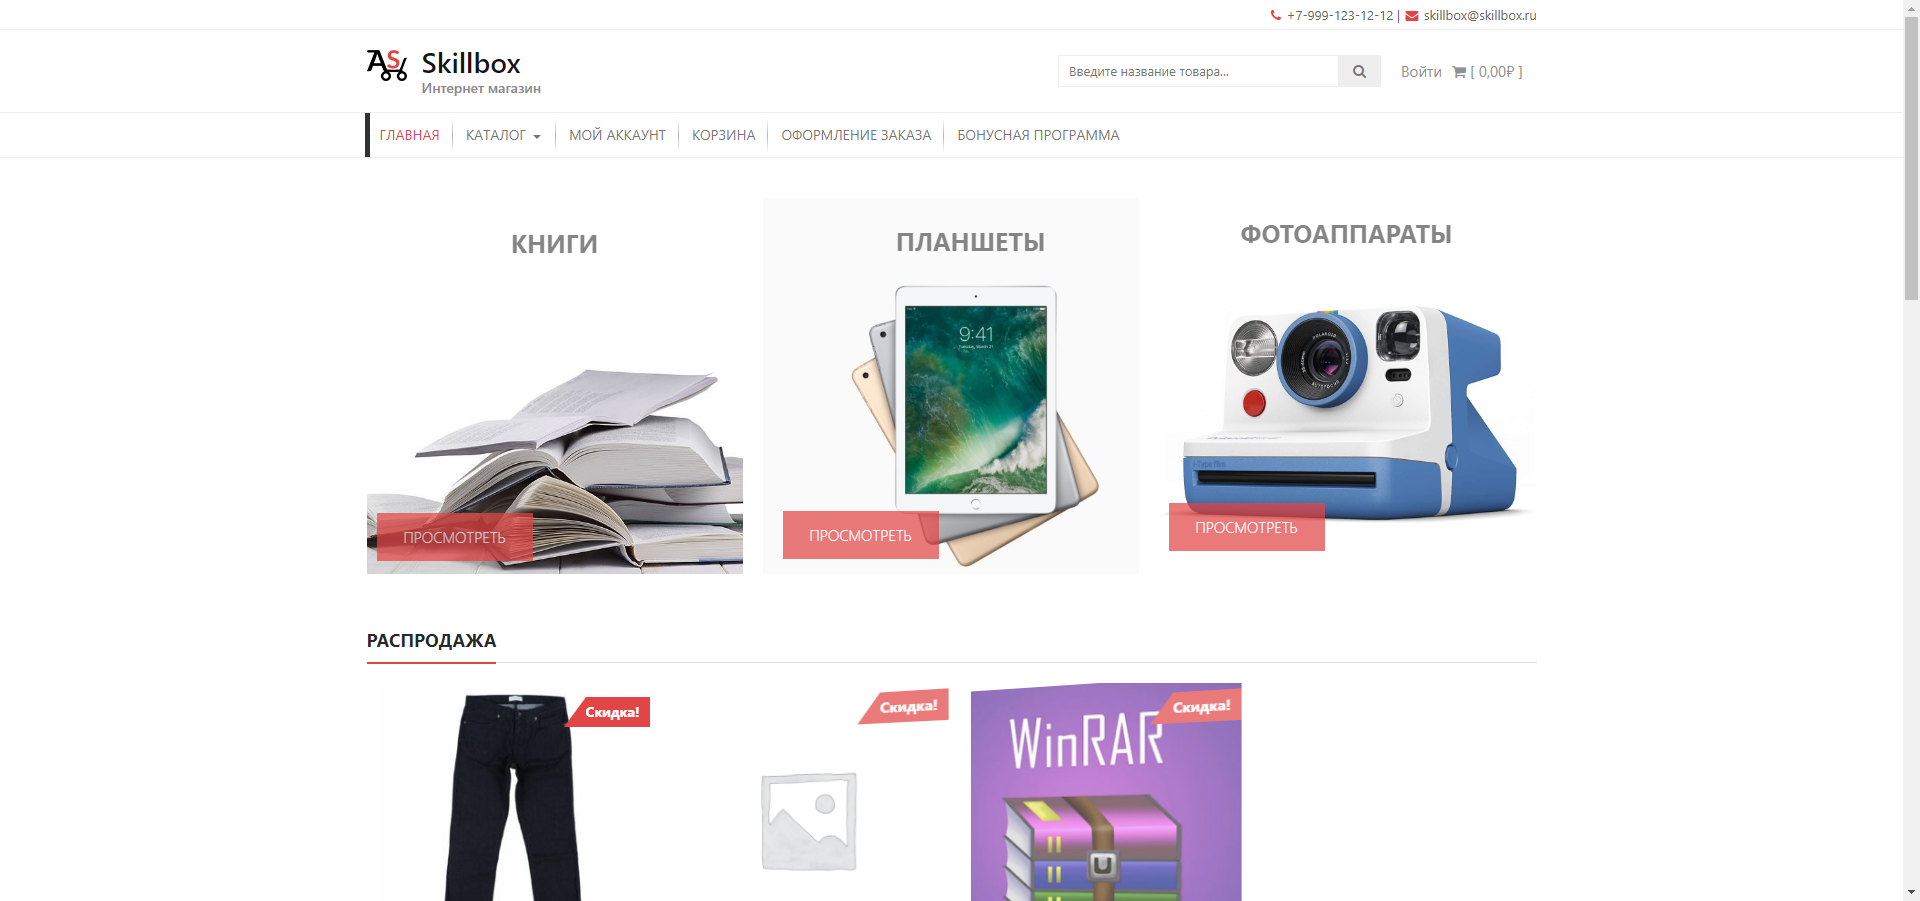 +7-999-123-12-12 | skillbox@skillbox.ru
Skillbox
Интернет магазин
Введите название товара...
Войти [ 0,00₽ ]
ГЛАВНАЯ КАТАЛОГ МОЙ АККАУНТ КОРЗИНА ОФОРМЛЕНИЕ ЗАКАЗА БОНУСНАЯ ПРОГРАММА
КНИГИ
ПРОСМОТРЕТЬ
ПЛАНШЕТЫ
9:41
ПРОСМОТРЕТЬ
ФОТОАППАРАТЫ
ПРОСМОТРЕТЬ
РАСПРОДАЖА
Скидка!
Скидка!
Скидка!
WinRAR